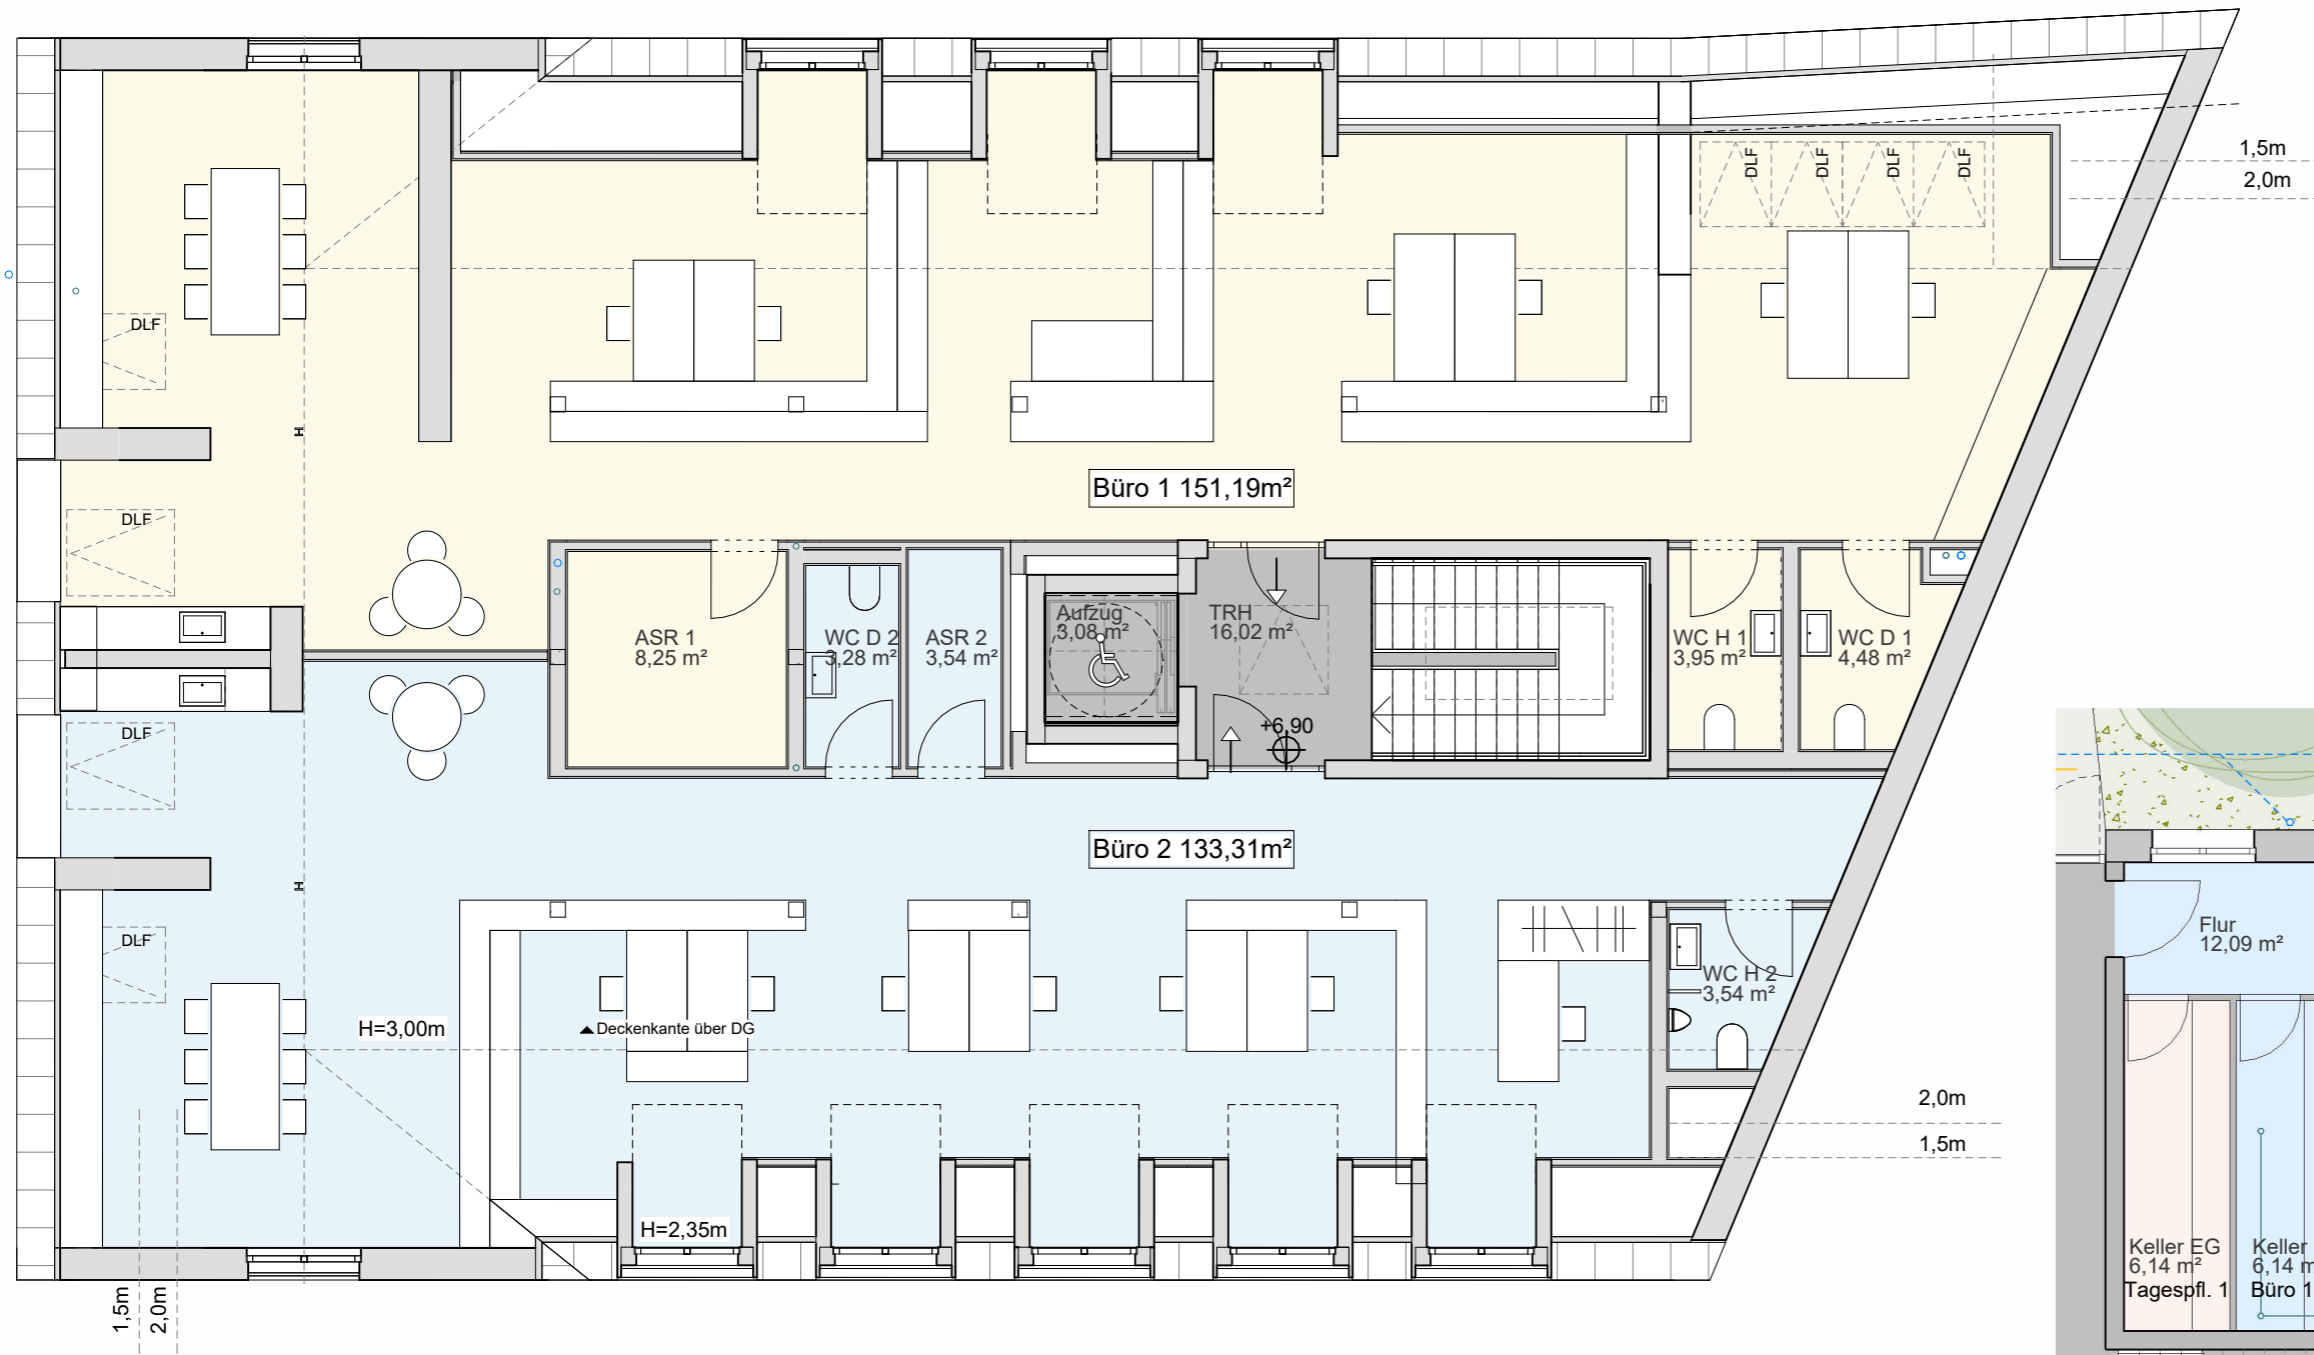 1,5m
2,0m
DLF
DLF
DLF
DLF
DLF
H
Büro 1 151,19m²
DLF
ASR 1
8,25 m²
WC D 2
3,28 m²
ASR 2
3,54 m²
Aufzug
3,08 m²
TRH
16,02 m²
WC H 1
3,95 m²
WC D 1
4,48 m²
+6,90
DLF
Büro 2 133,31m²
H
DLF
WC H 2
3,54 m²
H=3,00m
Deckenkante über DG
2,0m
1,5m
H=2,35m
1,5m
2,0m
Flur
12,09 m²
Keller EG
6,14 m²
Tagespfl. 1
Keller
6,14 m
Büro 1